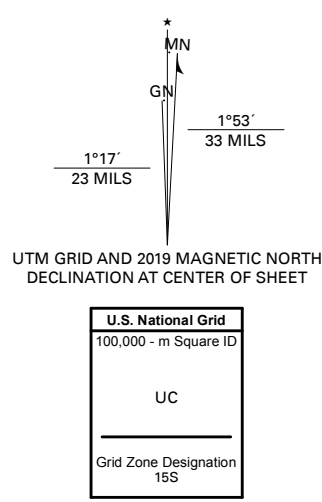 ★
MN
GN
1°53´
33 MILS
1°17´
23 MILS
UTM GRID AND 2019 MAGNETIC NORTH
DECLINATION AT CENTER OF SHEET
U.S. National Grid
100,000 - m Square ID
UC
Grid Zone Designation
15S